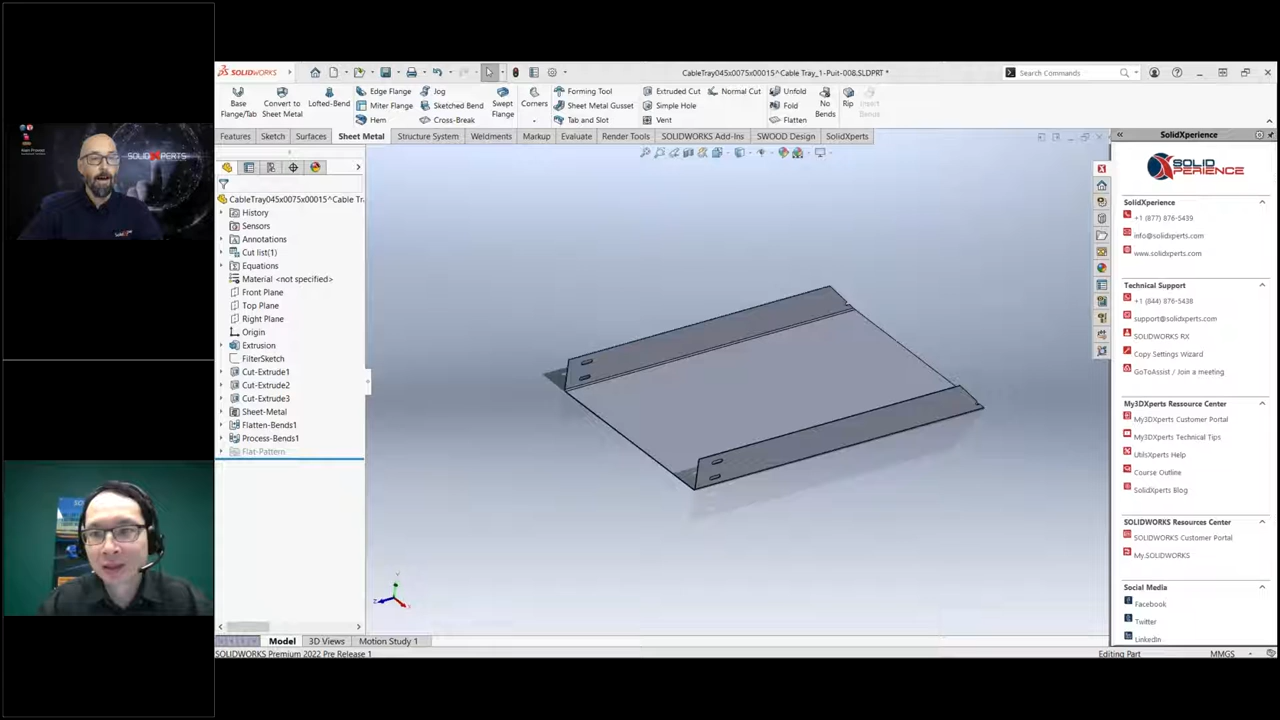 SOLIDWORKS
CableTray045x0075x00015^Cable Tray_1-Puit-008.SLDPRT *
Search Commands
Base Flange/Tab
Convert to Sheet Metal
Lofted-Bend
Edge Flange
Miter Flange
Hem
Jog
Sketched Bend
Cross-Break
Swept Flange
Corners
Forming Tool
Sheet Metal Gusset
Tab and Slot
Extruded Cut
Simple Hole
Vent
Normal Cut
Unfold
Fold
Flatten
No Bends
Rip
Insert Bends
Features
Sketch
Surfaces
Sheet Metal
Structure System
Weldments
Markup
Evaluate
Render Tools
SOLIDWORKS Add-Ins
SWOOD Design
SolidXperts
SOLIDXPERTS
CableTray045x0075x00015^Cable Tr
History
Sensors
Annotations
Cut list(1)
Equations
Material <not specified>
Front Plane
Top Plane
Right Plane
Origin
Extrusion
FilterSketch
Cut-Extrude1
Cut-Extrude2
Cut-Extrude3
Sheet-Metal
Flatten-Bends1
Process-Bends1
Flat-Pattern
Model
3D Views
Motion Study 1
SOLIDWORKS Premium 2022 Pre Release 1
Editing Part
MMGS
SolidXperience
SOLID XPERIENCE
SolidXperience
+1 (877) 876-5439
info@solidxperts.com
www.solidxperts.com
Technical Support
+1 (844) 876-5438
support@solidxperts.com
SOLIDWORKS RX
Copy Settings Wizard
GoToAssist / Join a meeting
My3DXperts Ressource Center
My3DXperts Customer Portal
My3DXperts Technical Tips
UtilsXperts Help
Course Outline
SolidXperts Blog
SOLIDWORKS Resources Center
SOLIDWORKS Customer Portal
My.SOLIDWORKS
Social Media
Facebook
Twitter
LinkedIn